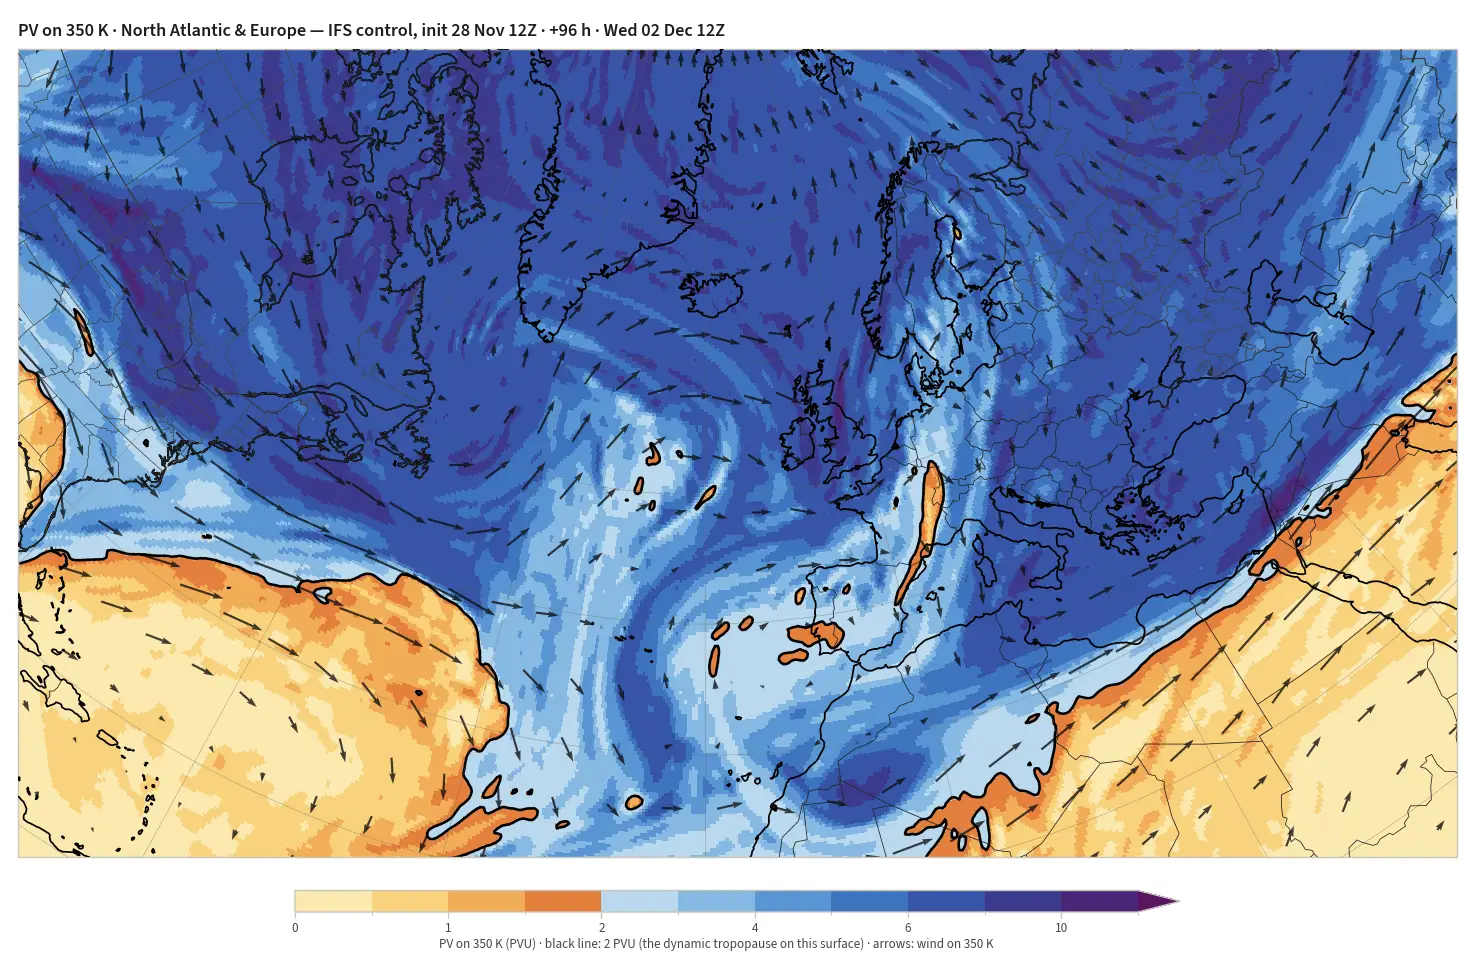 PV on 350 K · North Atlantic & Europe — IFS control, init 28 Nov 12Z · +96 h · Wed 02 Dec 12Z
0 1 2 4 6 10
PV on 350 K (PVU) · black line: 2 PVU (the dynamic tropopause on this surface) · arrows: wind on 350 K